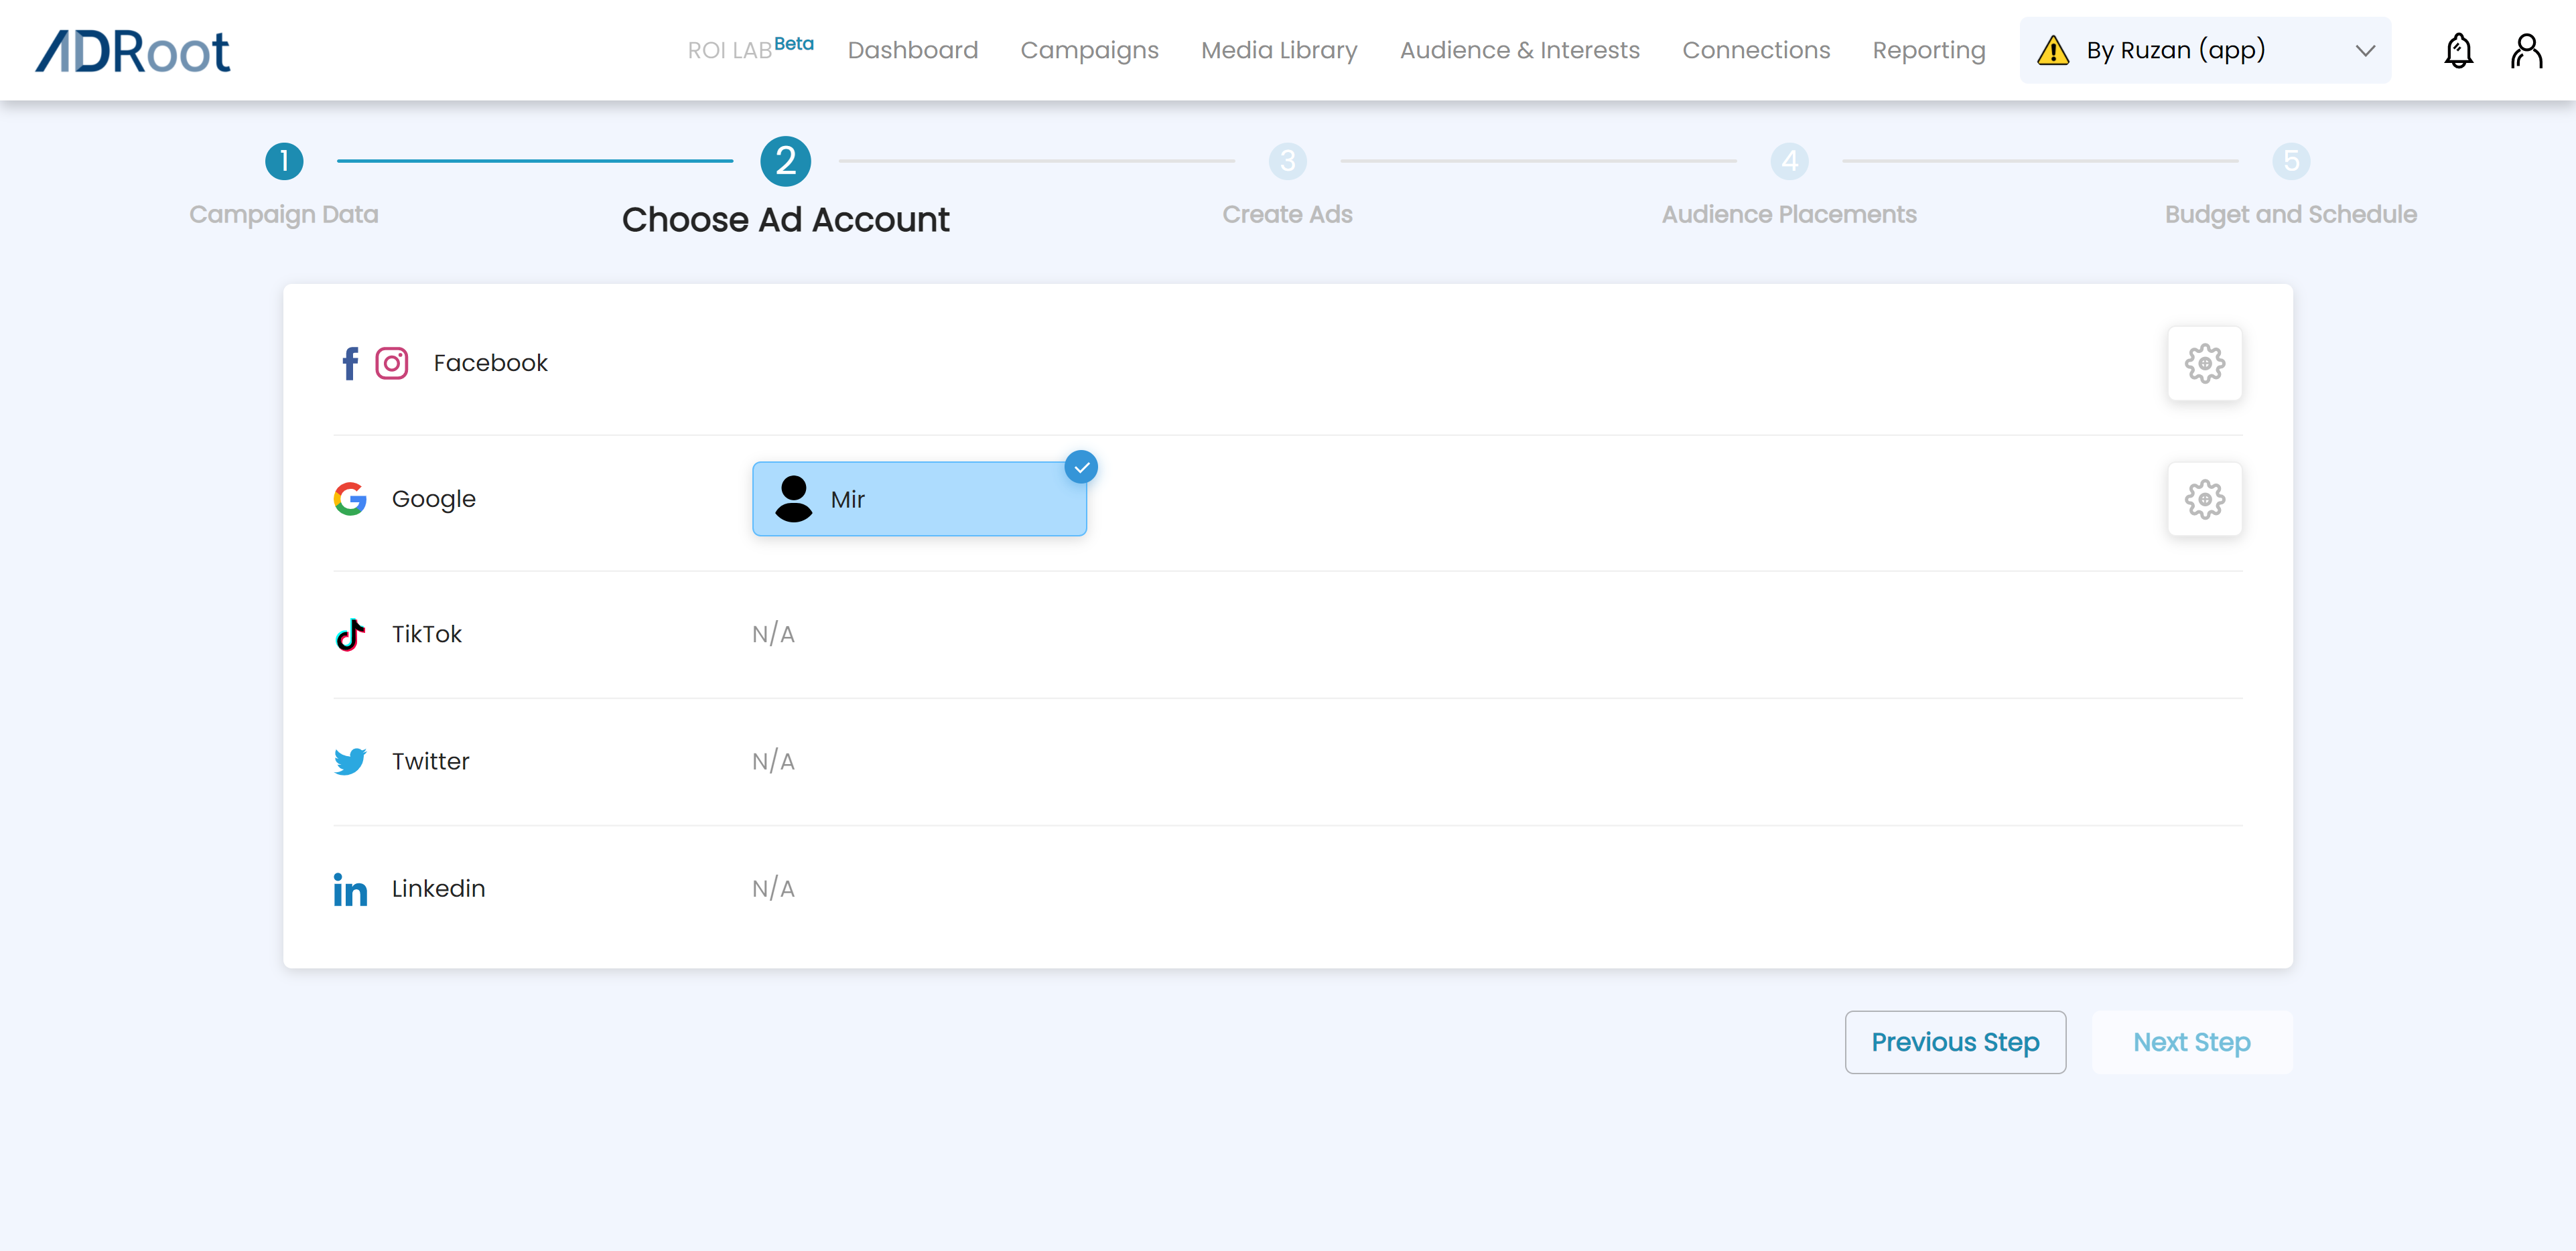 ADRoot
ROI LAB Beta Dashboard Campaigns Media Library Audience & Interests Connections Reporting By Ruzan (app)
1 2 3 4 5
Campaign Data Choose Ad Account Create Ads Audience Placements Budget and Schedule
Facebook
Google Mir
TikTok N/A
Twitter N/A
in Linkedin N/A
Previous Step Next Step